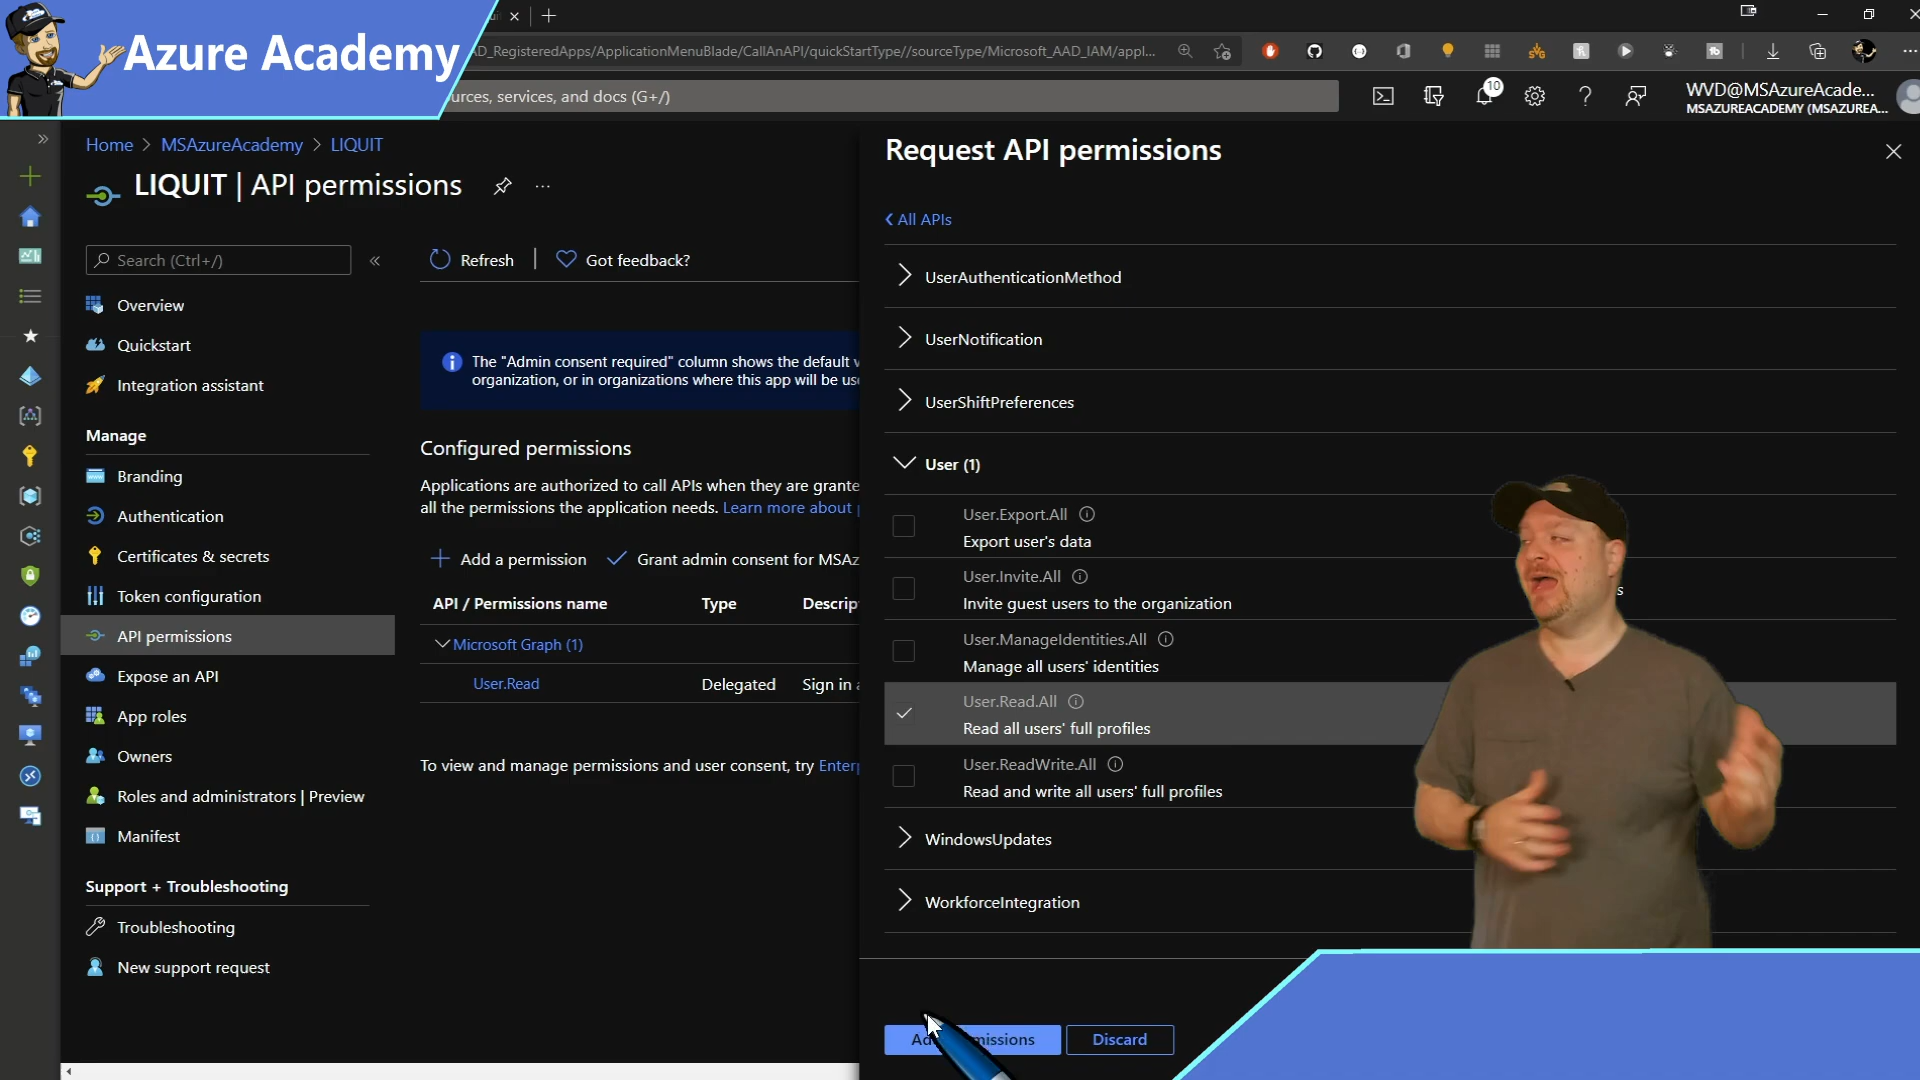 Azure Academy
D_RegisteredApps/ApplicationMenuBlade/CallAnAPI/quickStartType//sourceType/Microsoft_AAD_IAM/appl...
urces, services, and docs (G+/)
10
WVD@MSAzureAcade...
MSAZUREACADEMY (MSAZUREA...
Home > MSAzureAcademy > LIQUIT
LIQUIT | API permissions
Search (Ctrl+/)
Overview
Quickstart
Integration assistant
Manage
Branding
Authentication
Certificates & secrets
Token configuration
API permissions
Expose an API
App roles
Owners
Roles and administrators | Preview
Manifest
Support + Troubleshooting
Troubleshooting
New support request
Refresh
Got feedback?
The "Admin consent required" column shows the default v
organization, or in organizations where this app will be use
Configured permissions
Applications are authorized to call APIs when they are grante
all the permissions the application needs. Learn more about p
Add a permission
Grant admin consent for MSAz
API / Permissions name Type Descrip
Microsoft Graph (1)
User.Read Delegated Sign in a
To view and manage permissions and user consent, try Enterp
Request API permissions
All APIs
UserAuthenticationMethod
UserNotification
UserShiftPreferences
User (1)
User.Export.All
Export user's data
User.Invite.All
Invite guest users to the organization
User.ManageIdentities.All
Manage all users' identities
User.Read.All
Read all users' full profiles
User.ReadWrite.All
Read and write all users' full profiles
WindowsUpdates
WorkforceIntegration
Discard